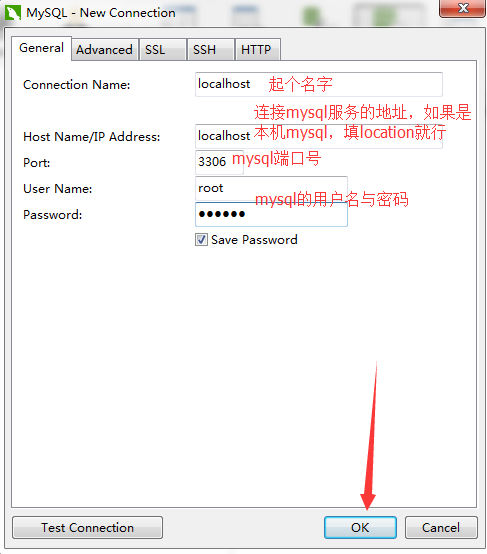 MySQL - New Connection
General Advanced SSL SSH HTTP
Connection Name: localhost 起个名字
连接mysql服务的地址，如果是
Host Name/IP Address: localhost 本机mysql，填location就行
Port: 3306 mysql端口号
User Name: root
mysql的用户名与密码
Password: ●●●●●●
Save Password
Test Connection OK Cancel